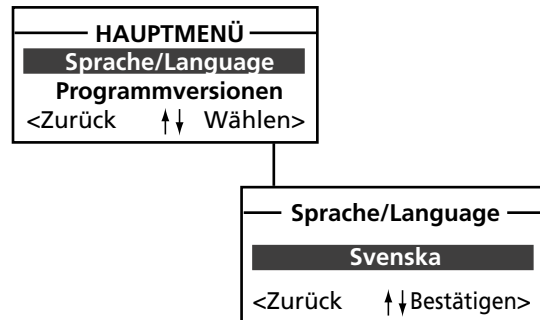 HAUPTMENÜ
Sprache/Language
Programmversionen
<Zurück ↑↓ Wählen>
Sprache/Language
Svenska
<Zurück ↑↓Bestätigen>